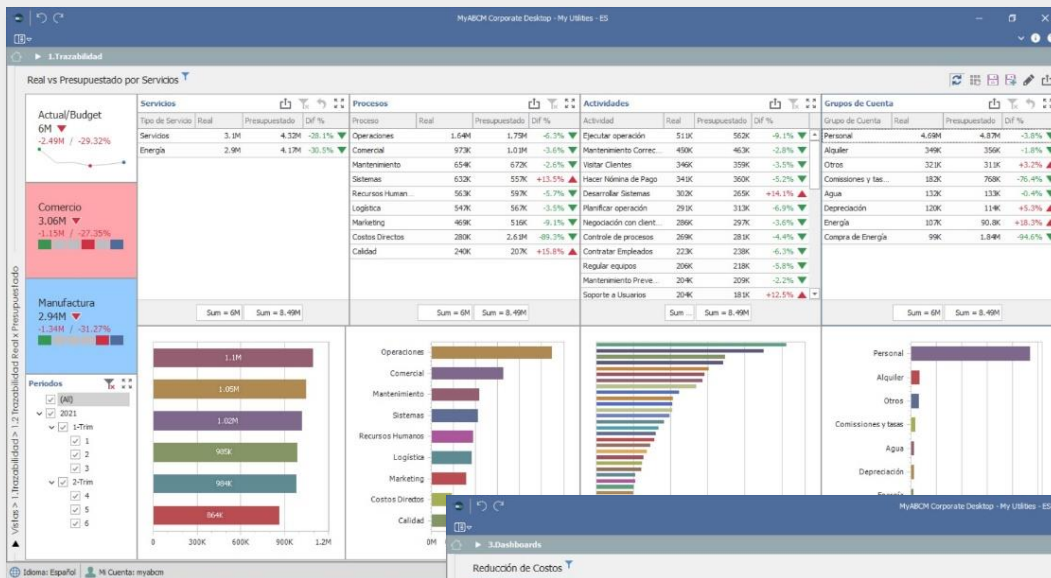 MyABCM Corporate Desktop - My Utilities - ES
1.Trazabilidad
Real vs Presupuestado por Servicios
Actual/Budget
6M
-2.49M / -29.32%
Comercio
3.06M
-1.15M / -27.35%
Manufactura
2.94M
-1.34M / -31.27%
Periodos
(All)
2021
1-Trim
1
2
3
2-Trim
4
5
6
Servicios
Tipo de Servicio Real Presupuestado Dif %
Servicios 3.1M 4.32M -28.1%
Energía 2.9M 4.17M -30.5%
Sum = 6M Sum = 8.49M
Procesos
Proceso Real Presupuestado Dif %
Operaciones 1.64M 1.75M -6.3%
Comercial 973K 1.01M -3.6%
Mantenimiento 654K 672K -2.6%
Sistemas 632K 557K +13.5%
Recursos Human... 563K 597K -5.7%
Logística 547K 567K -3.5%
Marketing 469K 516K -9.1%
Costos Directos 280K 2.61M -89.3%
Calidad 240K 207K +15.8%
Sum = 6M Sum = 8.49M
Actividades
Actividad Real Presupuestado Dif %
Ejecutar operación 511K 562K -9.1%
Mantenimiento Correc... 450K 463K -2.8%
Visitar Clientes 346K 359K -3.5%
Hacer Nómina de Pago 341K 360K -5.2%
Desarrollar Sistemas 302K 265K +14.1%
Planificar operación 291K 313K -6.9%
Negociación con client... 286K 297K -3.6%
Controle de procesos 269K 281K -4.4%
Contratar Empleados 223K 238K -6.3%
Regular equipos 206K 218K -5.8%
Mantenimiento Preve... 204K 209K -2.2%
Soporte a Usuarios 204K 181K +12.5%
Sum ... Sum = 8.49M
Grupos de Cuenta
Grupo de Cuenta Real Presupuestado Dif %
Personal 4.69M 4.87M -3.8%
Alquiler 349K 356K -1.8%
Otros 321K 311K +3.2%
Comisiones y tas... 182K 768K -76.4%
Agua 132K 133K -0.4%
Depreciación 120K 114K +5.3%
Energía 107K 90.8K +18.3%
Compra de Energía 99K 1.84M -94.6%
Sum = 6M Sum = 8.49M
1.1M
1.05M
1.02M
985K
984K
864K
0 300K 600K 900K 1.2M
Operaciones
Comercial
Mantenimiento
Sistemas
Recursos Humanos
Logística
Marketing
Costos Directos
Calidad
0M
Personal
Alquiler
Otros
Comisiones y tasas
Agua
Depreciación
Energía
Vistas > 1.Trazabilidad > 1.2 Trazabilidad Real x Presupuestado
Idioma: Español Mi Cuenta: myabcm
MyABCM Corporate Desktop - My Utilities - ES
3.Dashboards
Reducción de Costos